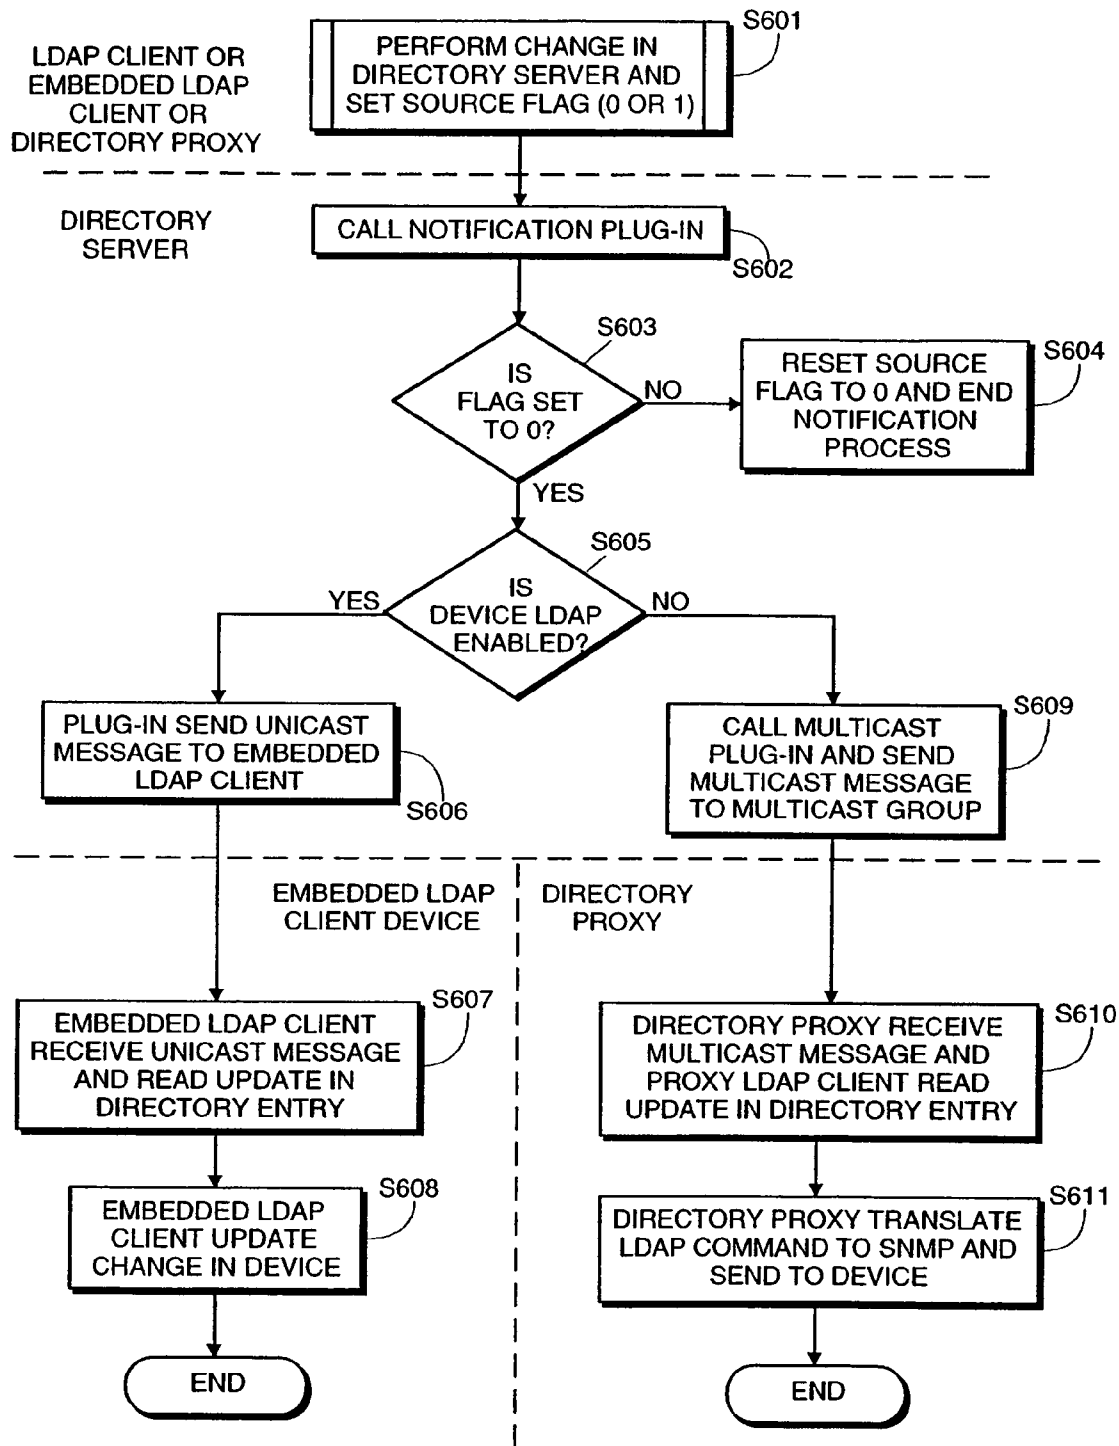 S601
LDAP CLIENT OR
EMBEDDED LDAP
CLIENT OR
DIRECTORY PROXY
PERFORM CHANGE IN
DIRECTORY SERVER AND
SET SOURCE FLAG (0 OR 1)
DIRECTORY
SERVER
CALL NOTIFICATION PLUG-IN
S602
S603
IS
FLAG SET
TO 0?
NO
YES
S604
RESET SOURCE
FLAG TO 0 AND END
NOTIFICATION
PROCESS
S605
IS
DEVICE LDAP
ENABLED?
YES
NO
PLUG-IN SEND UNICAST
MESSAGE TO EMBEDDED
LDAP CLIENT
S606
S609
CALL MULTICAST
PLUG-IN AND SEND
MULTICAST MESSAGE
TO MULTICAST GROUP
EMBEDDED LDAP
CLIENT DEVICE
DIRECTORY
PROXY
S607
EMBEDDED LDAP CLIENT
RECEIVE UNICAST MESSAGE
AND READ UPDATE IN
DIRECTORY ENTRY
S610
DIRECTORY PROXY RECEIVE
MULTICAST MESSAGE AND
PROXY LDAP CLIENT READ
UPDATE IN DIRECTORY ENTRY
S608
EMBEDDED LDAP
CLIENT UPDATE
CHANGE IN DEVICE
S611
DIRECTORY PROXY TRANSLATE
LDAP COMMAND TO SNMP AND
SEND TO DEVICE
END
END